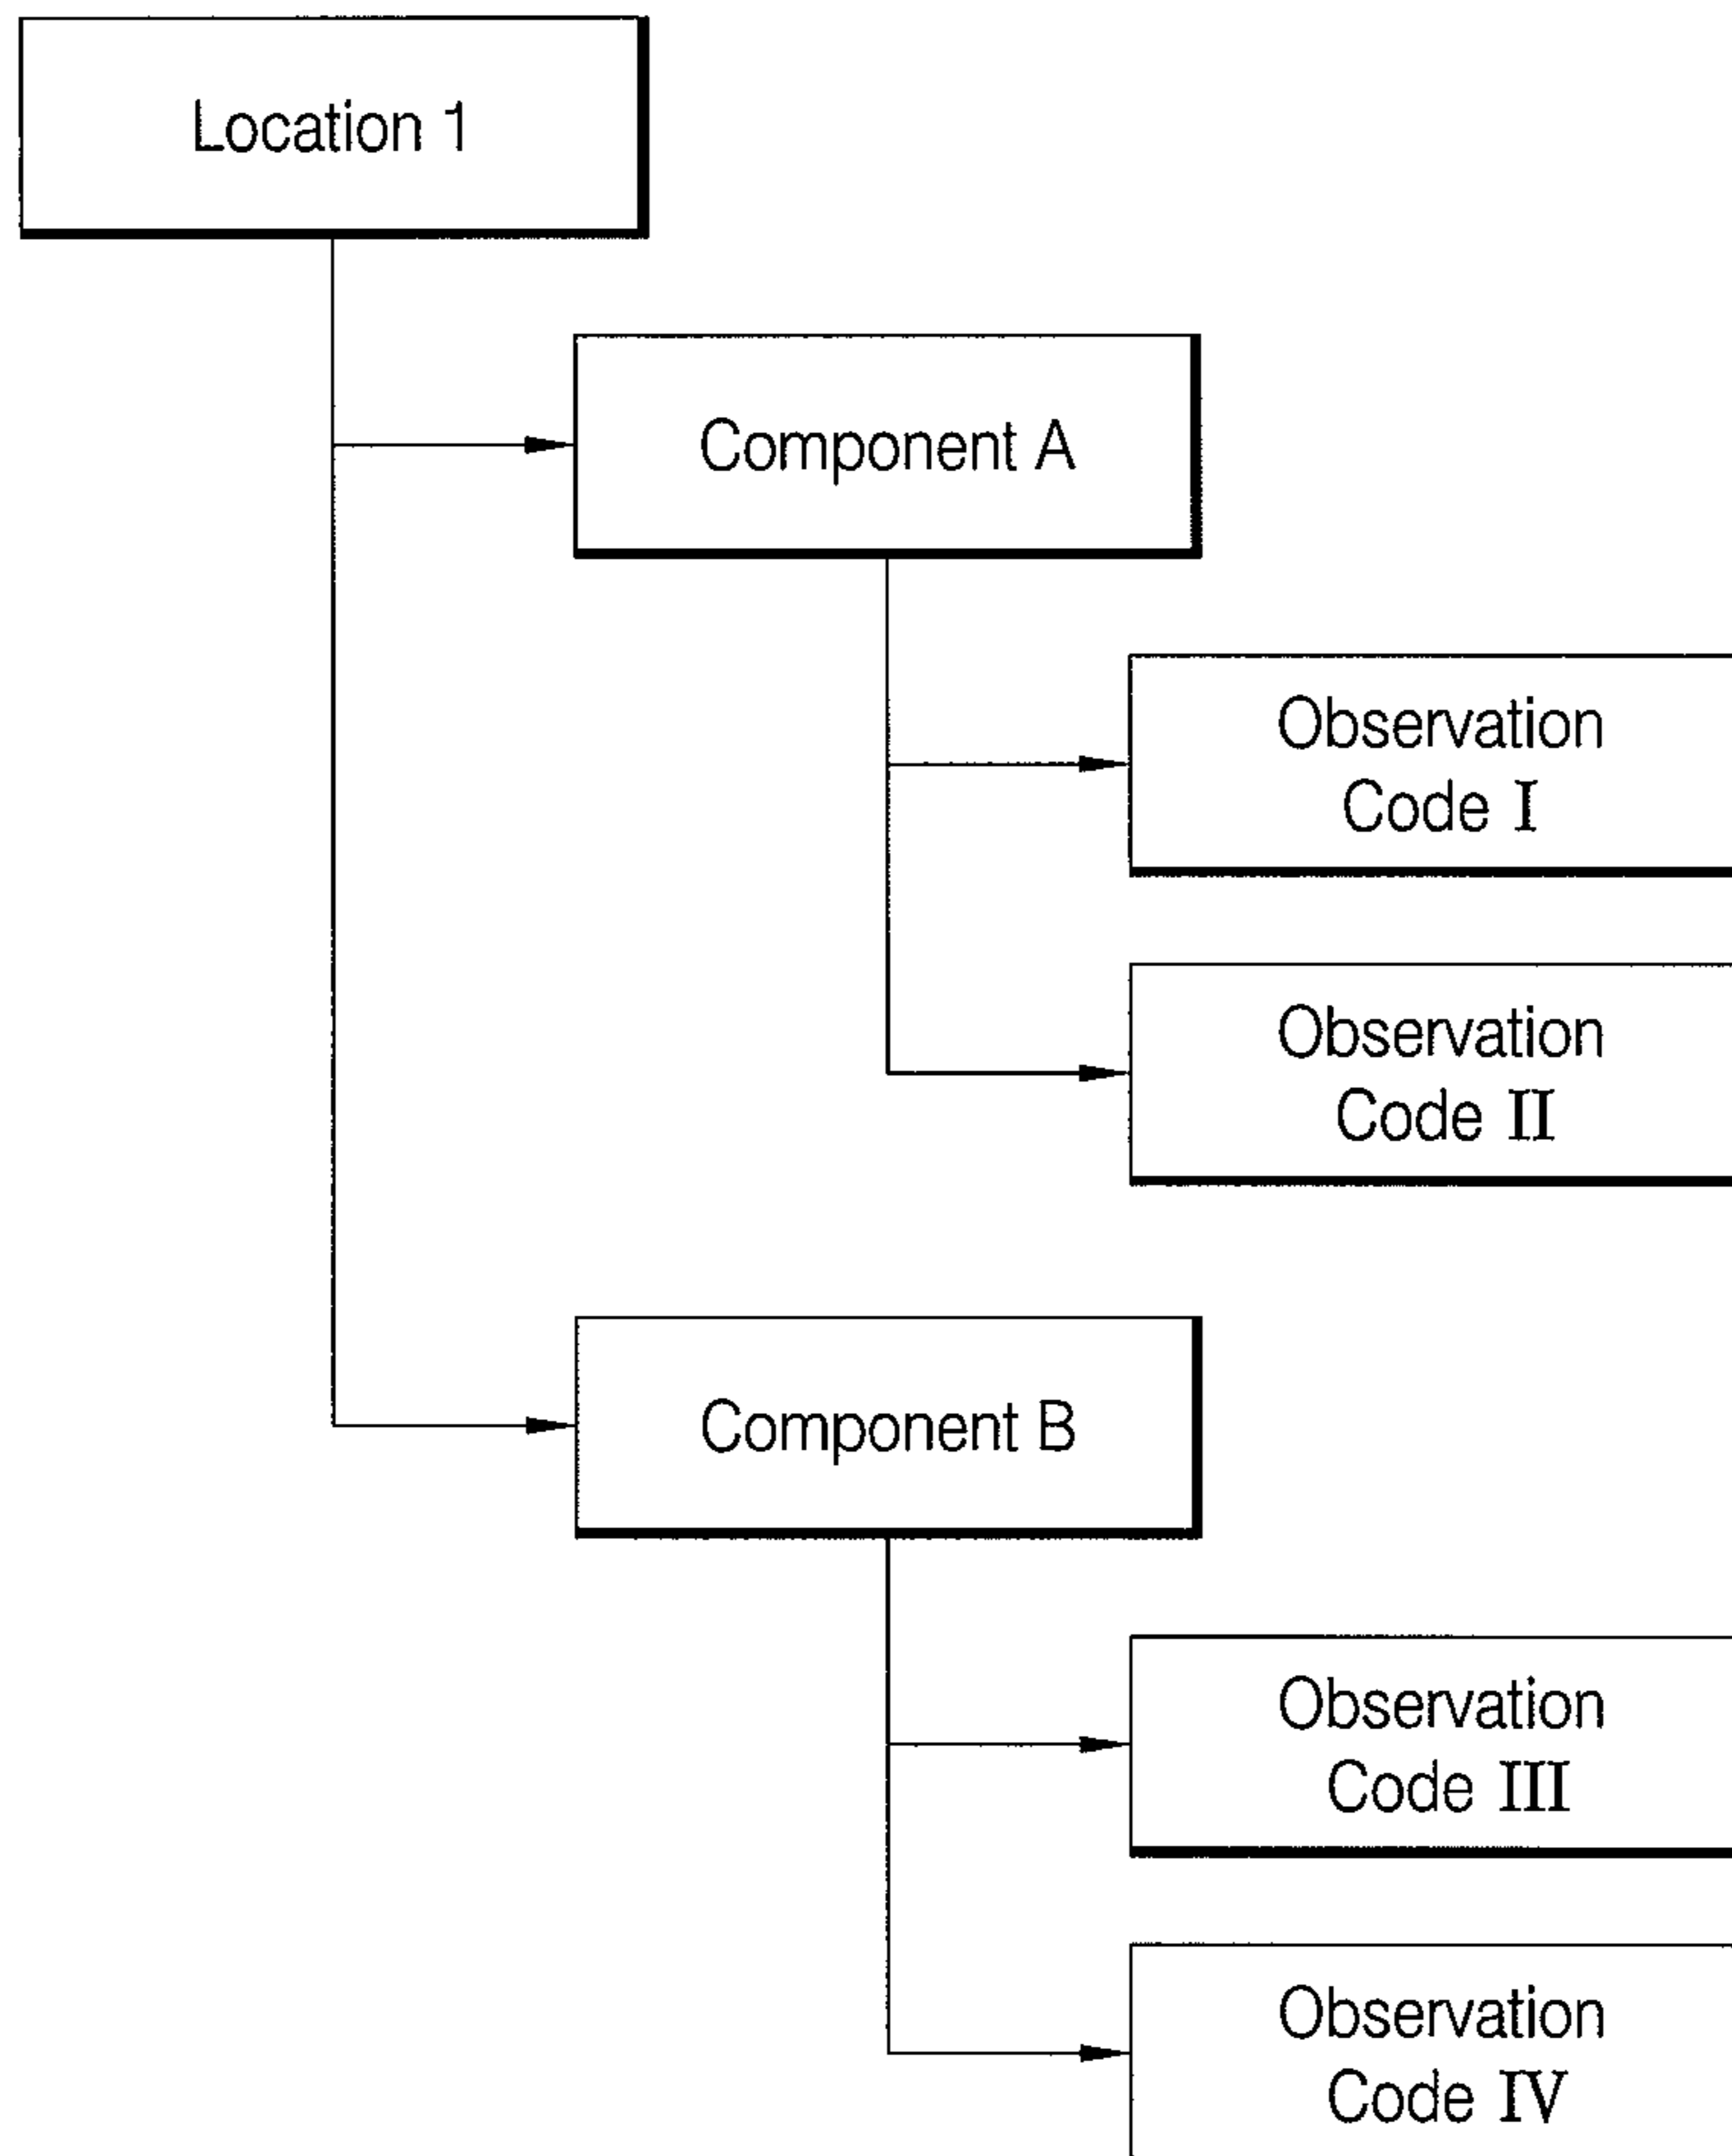 Location 1
Component A
Observation
Code I
Observation
Code II
Component B
Observation
Code III
Observation
Code IV